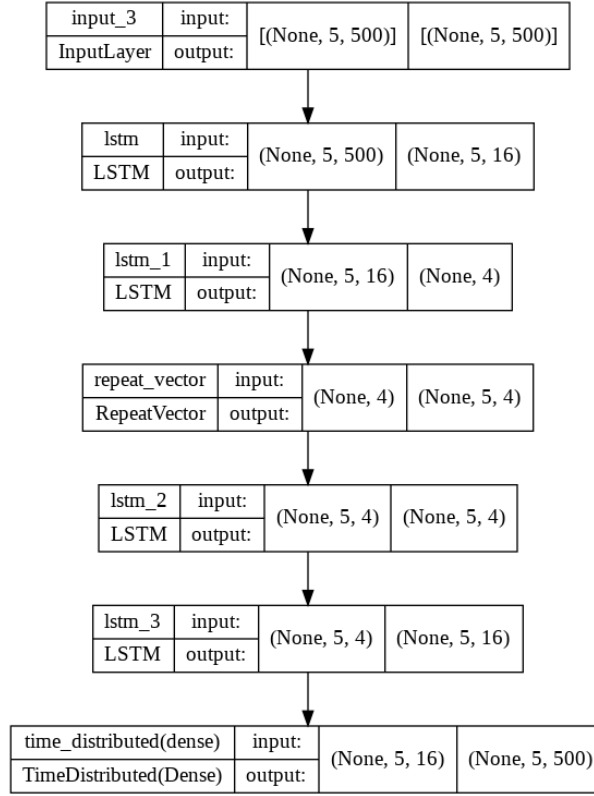 input_3 input: [(None, 5, 500)] [(None, 5, 500)]
InputLayer output:
lstm input: (None, 5, 500) (None, 5, 16)
LSTM output:
lstm_1 input: (None, 5, 16) (None, 4)
LSTM output:
repeat_vector input: (None, 4) (None, 5, 4)
RepeatVector output:
lstm_2 input: (None, 5, 4) (None, 5, 4)
LSTM output:
lstm_3 input: (None, 5, 4) (None, 5, 16)
LSTM output:
time_distributed(dense) input: (None, 5, 16) (None, 5, 500)
TimeDistributed(Dense) output: